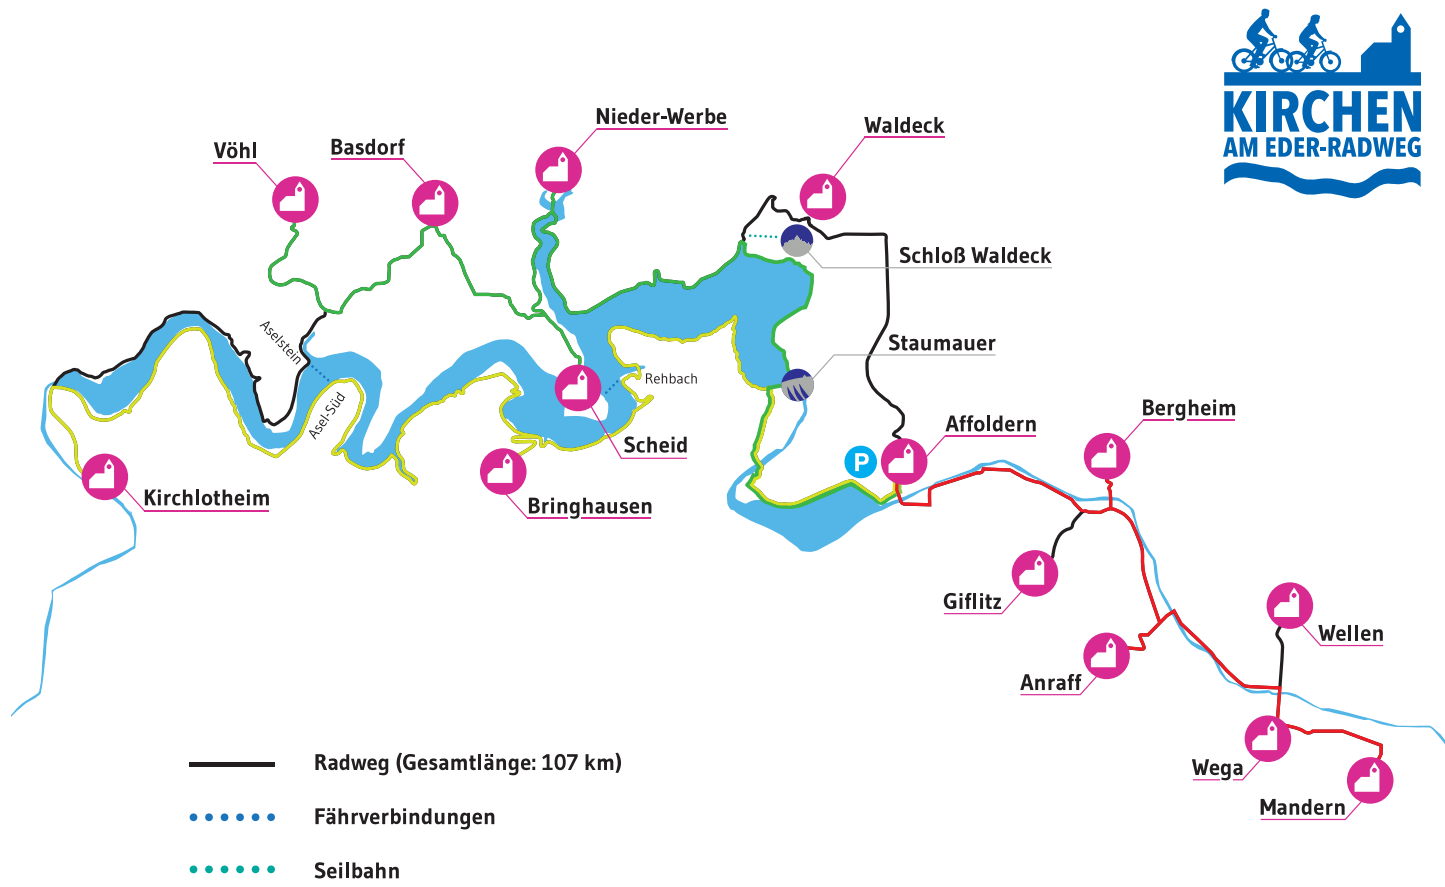 KIRCHEN
AM EDER-RADWEG
Nieder-Werbe
Waldeck
Vöhl
Basdorf
Schloß Waldeck
Aselstein
Staumauer
Rehbach
Asel-Süd
Bergheim
Affoldern
P
Scheid
Kirchlotheim
Bringhausen
Giflitz
Wellen
Anraff
Wega
Mandern
Radweg (Gesamtlänge: 107 km)
Fährverbindungen
Seilbahn